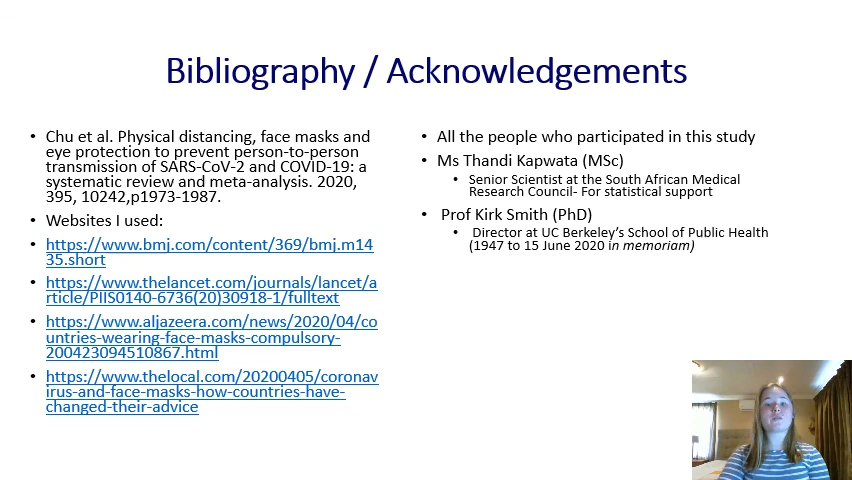 Bibliography / Acknowledgements
• Chu et al. Physical distancing, face masks and
eye protection to prevent person-to-person
transmission of SARS-CoV-2 and COVID-19: a
systematic review and meta-analysis. 2020,
395, 10242,p1973-1987.
• Websites I used:
• https://www.bmj.com/content/369/bmj.m14
35.short
• https://www.thelancet.com/journals/lancet/a
rticle/PIIS0140-6736(20)30918-1/fulltext
• https://www.aljazeera.com/news/2020/04/co
untries-wearing-face-masks-compulsory-
200423094510867.html
• https://www.thelocal.com/20200405/coronav
irus-and-face-masks-how-countries-have-
changed-their-advice
• All the people who participated in this study
• Ms Thandi Kapwata (MSc)
• Senior Scientist at the South African Medical
Research Council- For statistical support
• Prof Kirk Smith (PhD)
• Director at UC Berkeley’s School of Public Health
(1947 to 15 June 2020 in memoriam)